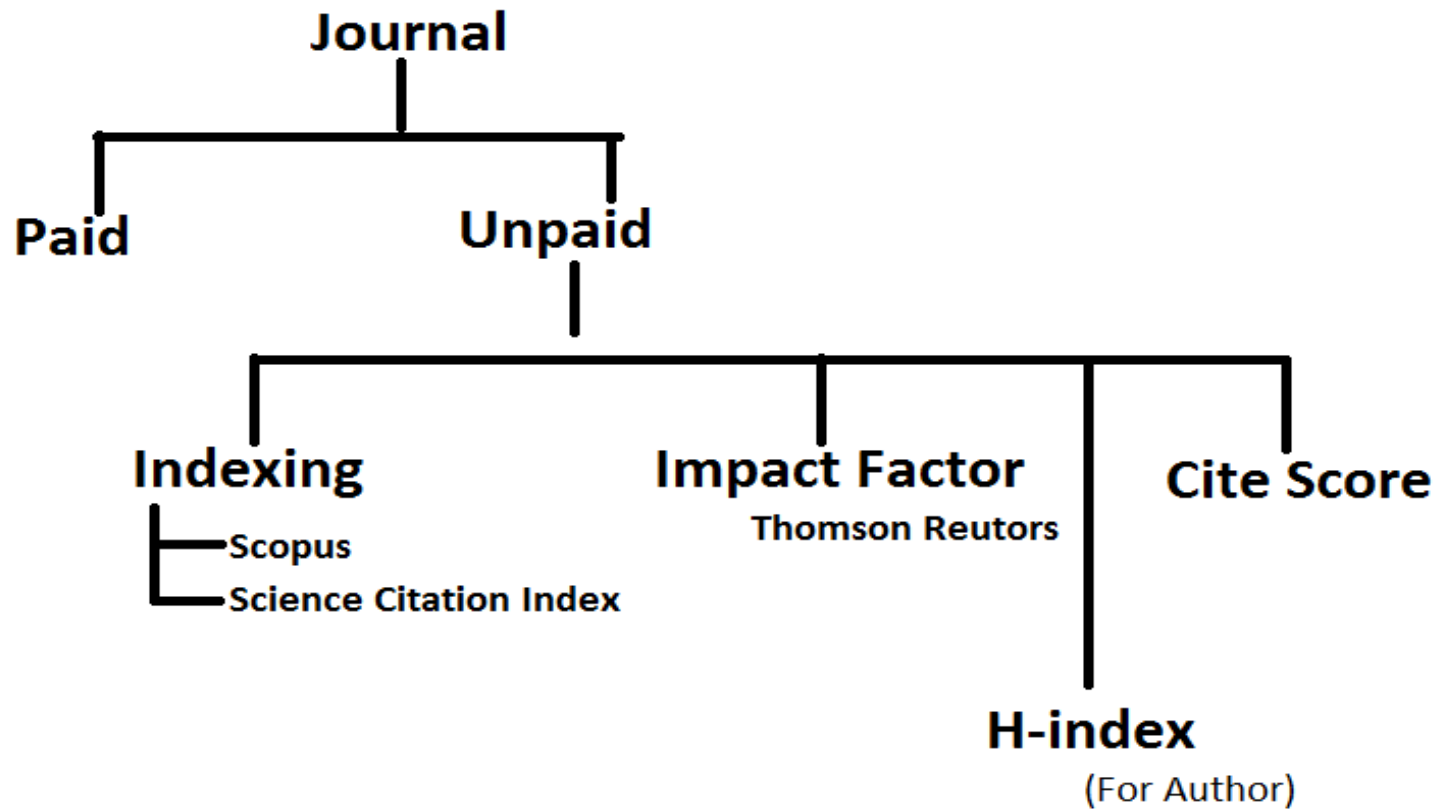 Journal
Paid
Unpaid
Indexing
Scopus
Science Citation Index
Impact Factor
Thomson Reutors
Cite Score
H-index
(For Author)